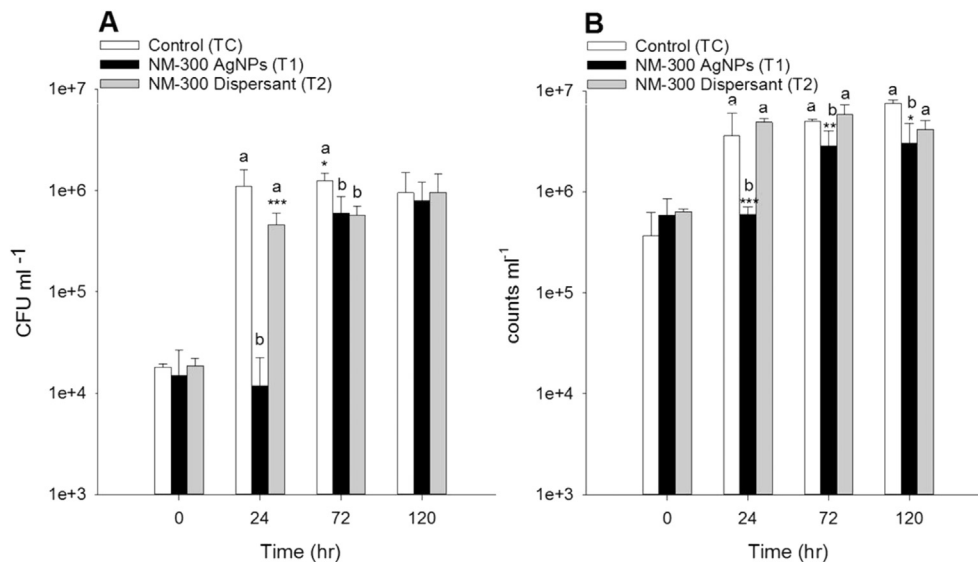 A
Control (TC)
NM-300 AgNPs (T1)
NM-300 Dispersant (T2)
1e+7
1e+6
1e+5
1e+4
1e+3
CFU ml -1
a
b
a
***
a
*
b
b
0
24
72
120
Time (hr)
B
Control (TC)
NM-300 AgNPs (T1)
NM-300 Dispersant (T2)
1e+7
1e+6
1e+5
1e+4
1e+3
counts ml-1
a
b
***
a
a
b
**
a
a
b
*
a
0
24
72
120
Time (hr)